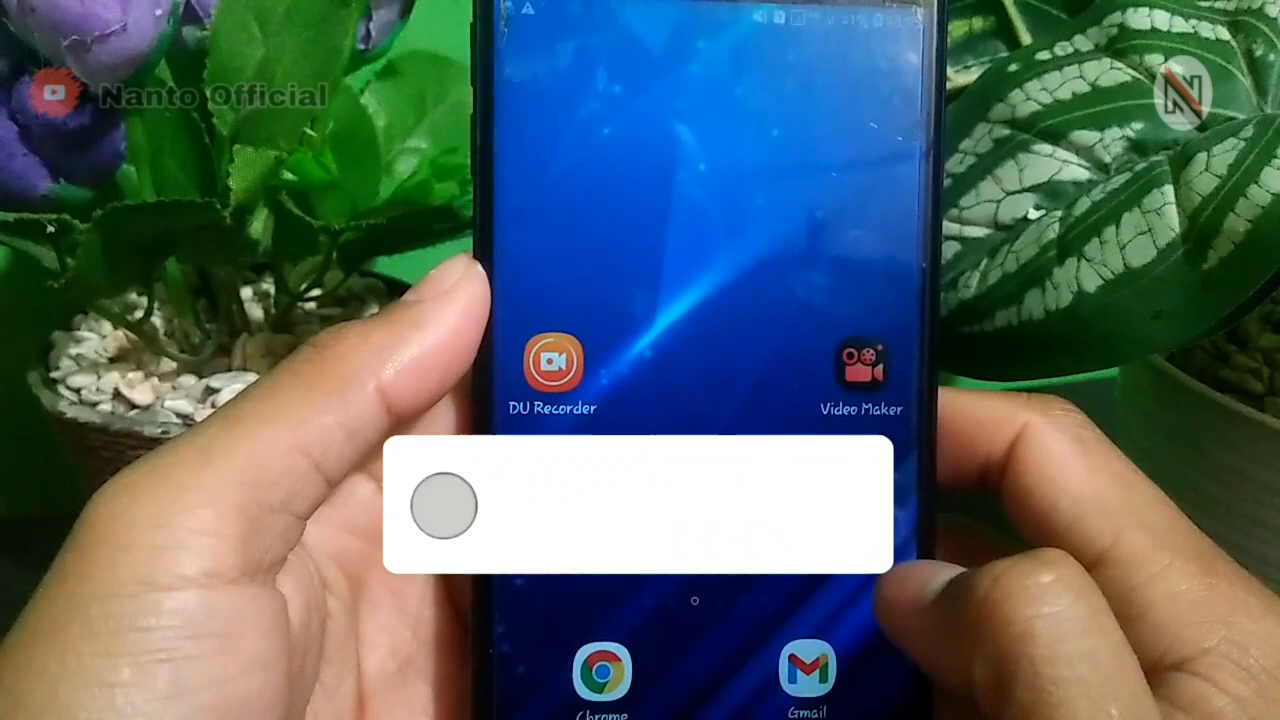 Nanto Official
N
DU Recorder
Video Maker
Chrome
Gmail